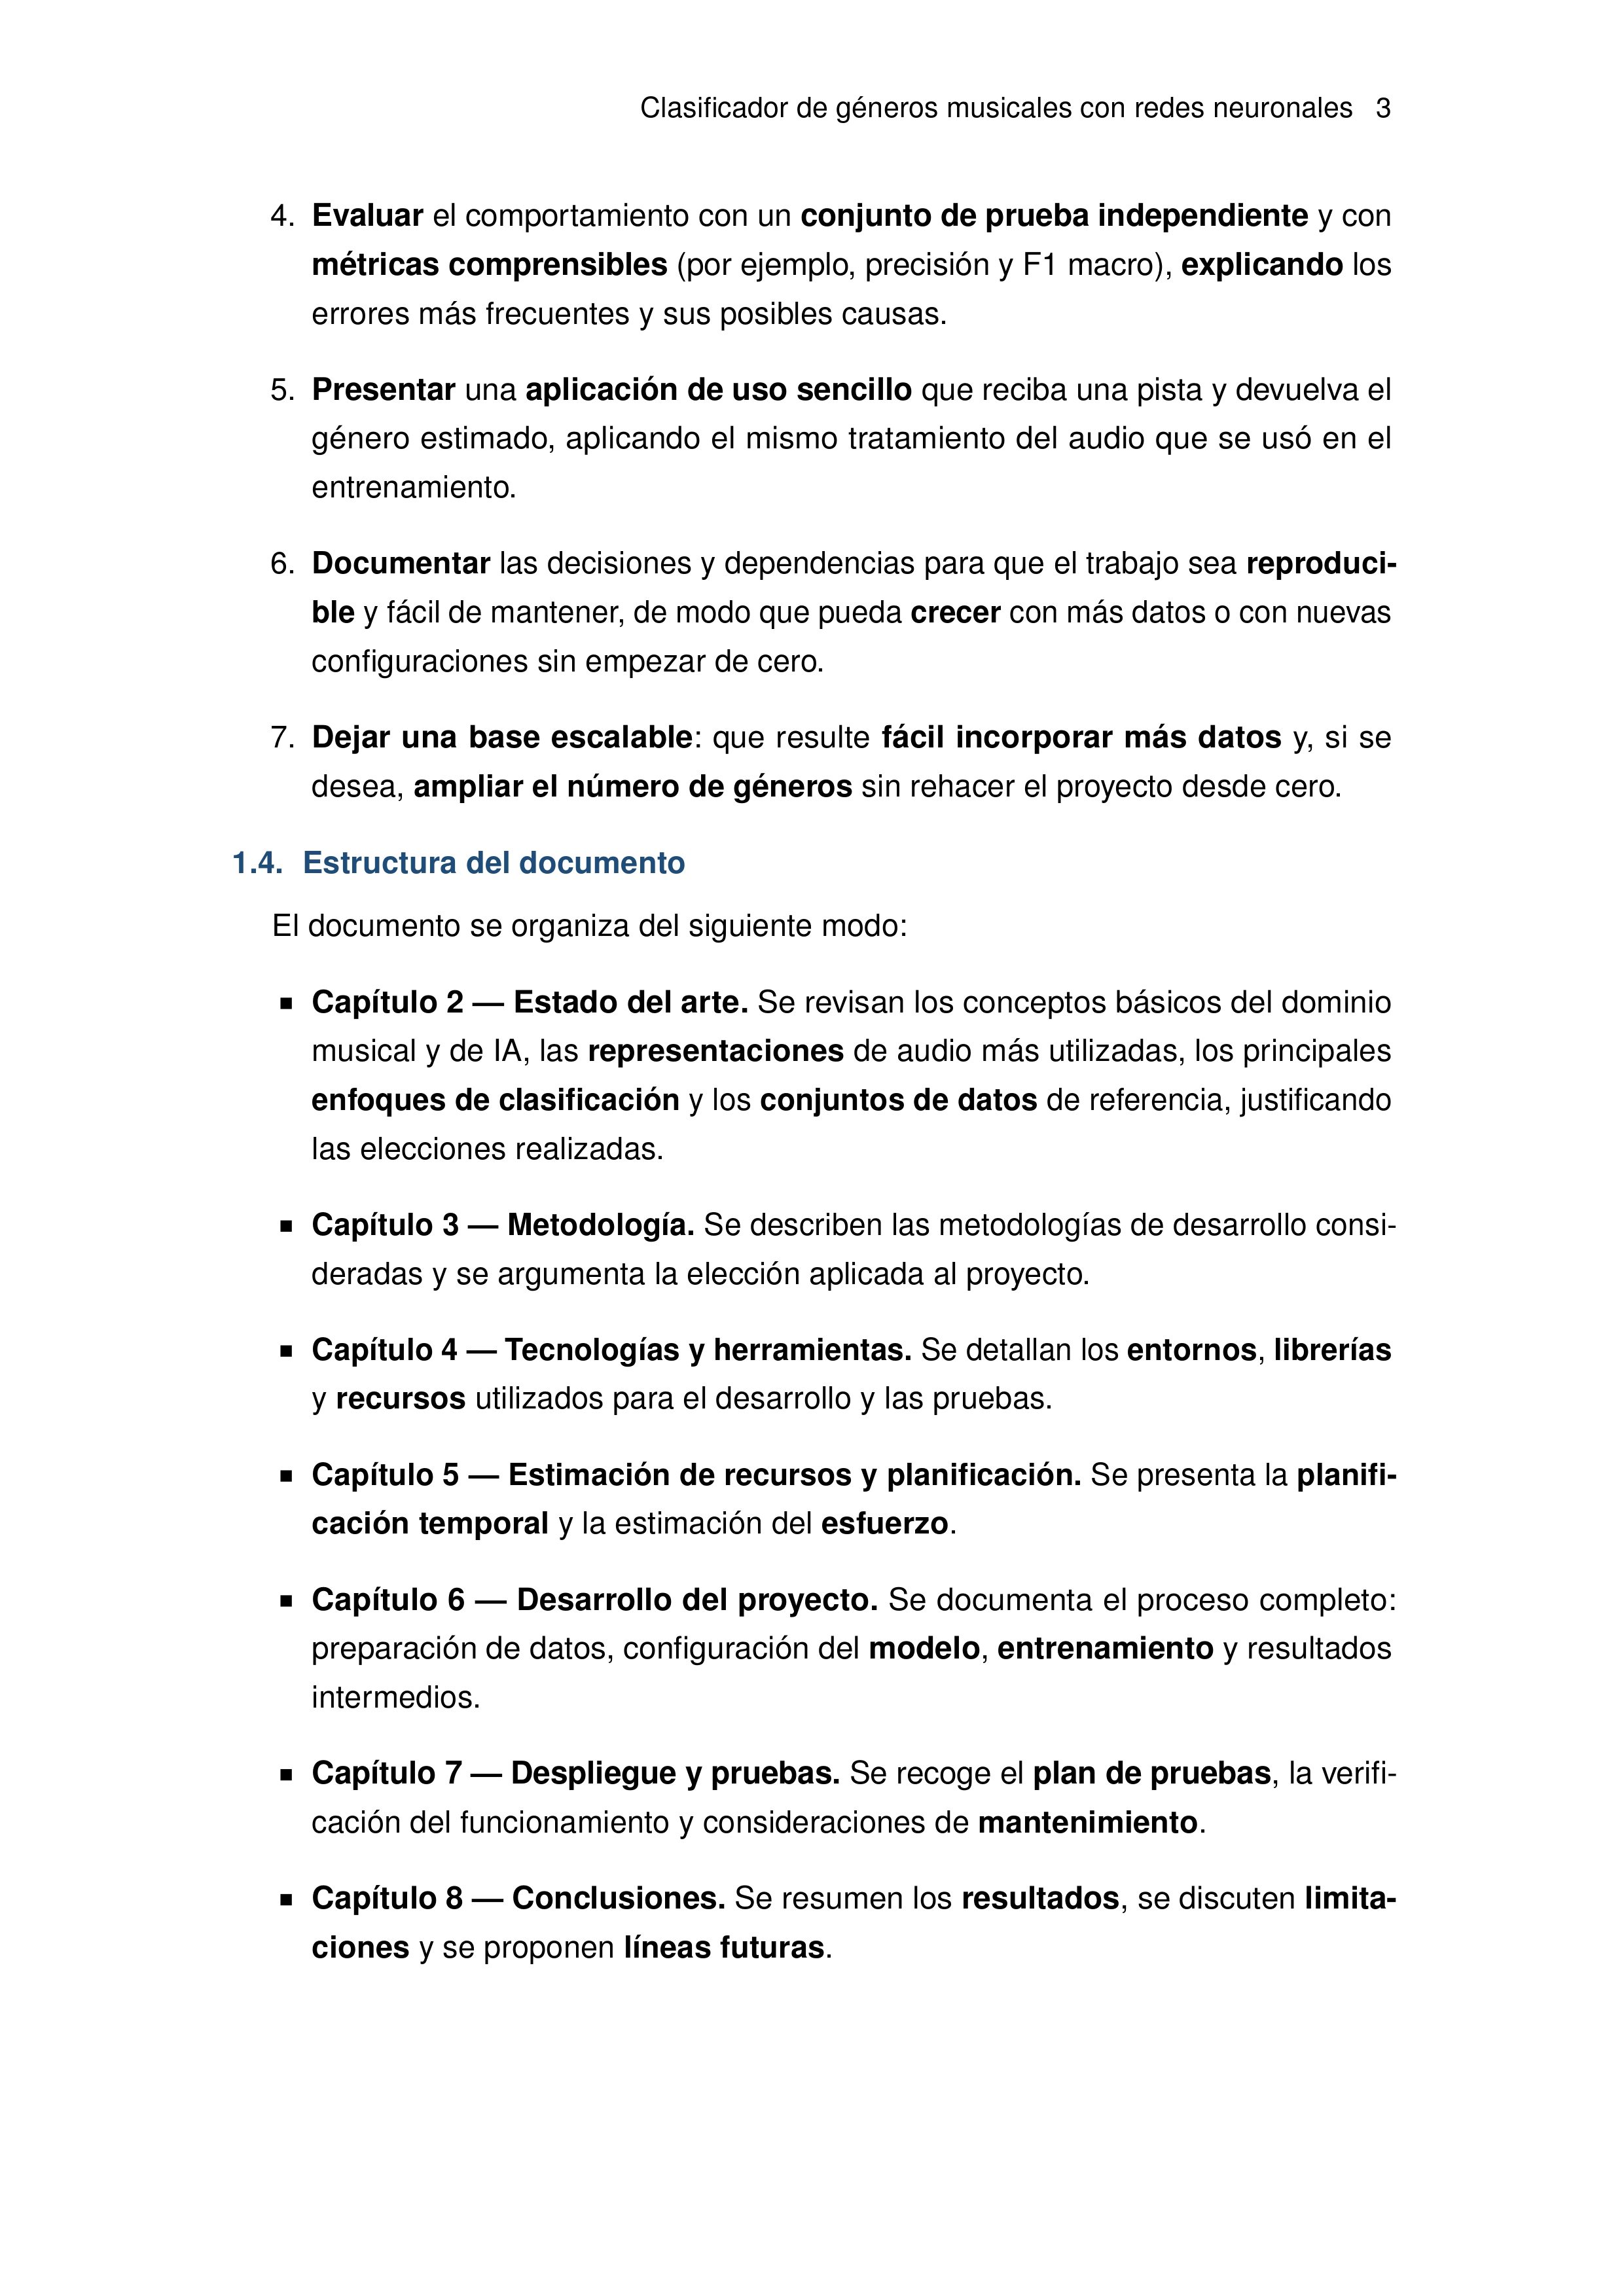 Clasificador de géneros musicales con redes neuronales 3
4. Evaluar el comportamiento con un conjunto de prueba independiente y con
métricas comprensibles (por ejemplo, precisión y F1 macro), explicando los
errores más frecuentes y sus posibles causas.
5. Presentar una aplicación de uso sencillo que reciba una pista y devuelva el
género estimado, aplicando el mismo tratamiento del audio que se usó en el
entrenamiento.
6. Documentar las decisiones y dependencias para que el trabajo sea reproduci-
ble y fácil de mantener, de modo que pueda crecer con más datos o con nuevas
configuraciones sin empezar de cero.
7. Dejar una base escalable: que resulte fácil incorporar más datos y, si se
desea, ampliar el número de géneros sin rehacer el proyecto desde cero.
1.4. Estructura del documento
El documento se organiza del siguiente modo:
▪ Capítulo 2 — Estado del arte. Se revisan los conceptos básicos del dominio
musical y de IA, las representaciones de audio más utilizadas, los principales
enfoques de clasificación y los conjuntos de datos de referencia, justificando
las elecciones realizadas.
▪ Capítulo 3 — Metodología. Se describen las metodologías de desarrollo consi-
deradas y se argumenta la elección aplicada al proyecto.
▪ Capítulo 4 — Tecnologías y herramientas. Se detallan los entornos, librerías
y recursos utilizados para el desarrollo y las pruebas.
▪ Capítulo 5 — Estimación de recursos y planificación. Se presenta la planifi-
cación temporal y la estimación del esfuerzo.
▪ Capítulo 6 — Desarrollo del proyecto. Se documenta el proceso completo:
preparación de datos, configuración del modelo, entrenamiento y resultados
intermedios.
▪ Capítulo 7 — Despliegue y pruebas. Se recoge el plan de pruebas, la verifi-
cación del funcionamiento y consideraciones de mantenimiento.
▪ Capítulo 8 — Conclusiones. Se resumen los resultados, se discuten limita-
ciones y se proponen líneas futuras.